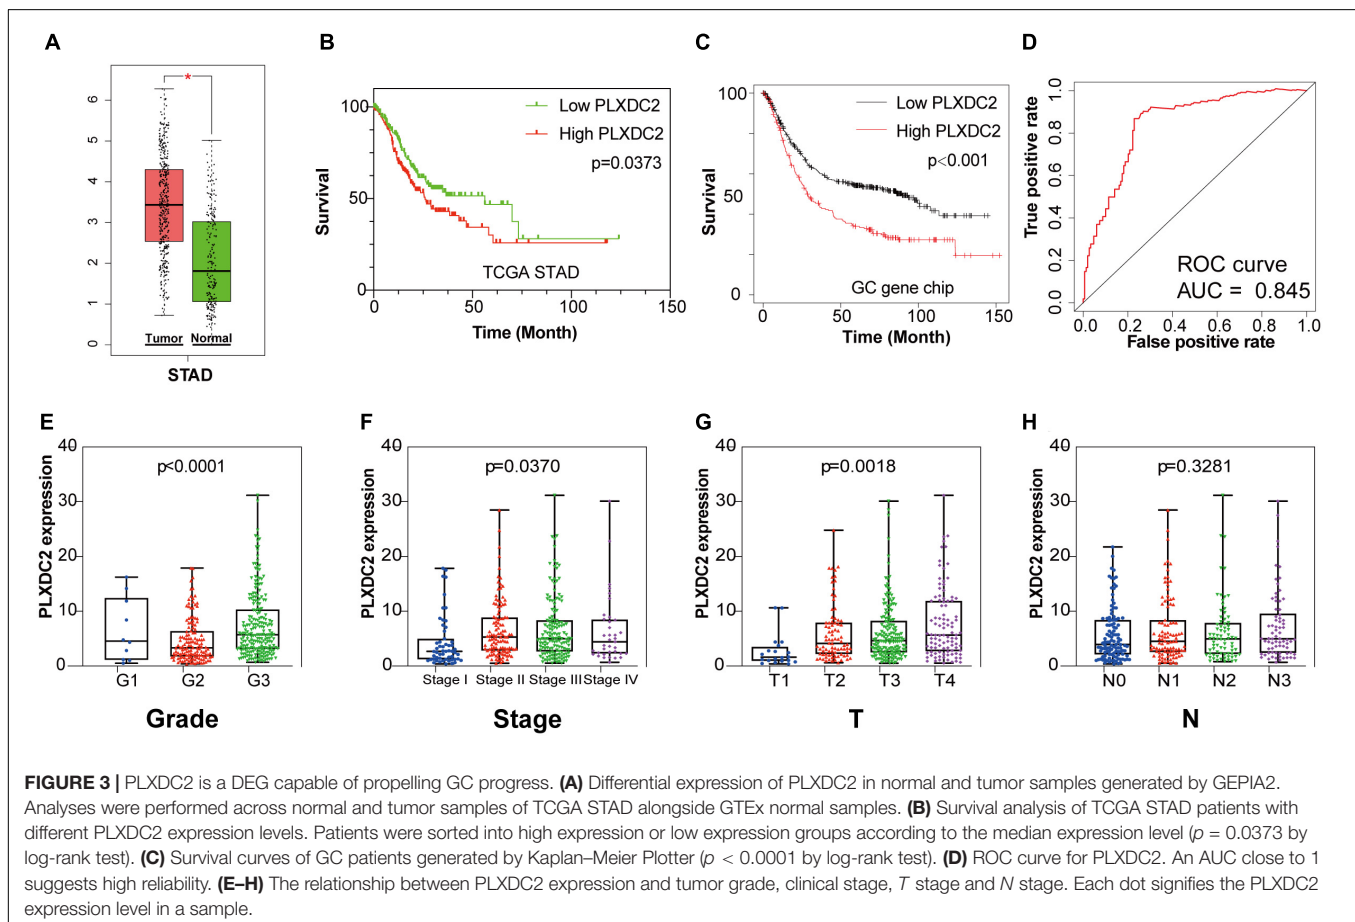 A
6
5
4
3
2
1
0
*
Tumor Normal
STAD
B
Survival
100
50
0
Low PLXDC2
High PLXDC2
p=0.0373
TCGA STAD
0 50 100 150
Time (Month)
C
Survival
100
50
0
Low PLXDC2
High PLXDC2
p<0.001
GC gene chip
0 50 100 150
Time (Month)
D
True positive rate
1.0
0.8
0.6
0.4
0.2
0.0
ROC curve
AUC = 0.845
0.0 0.2 0.4 0.6 0.8 1.0
False positive rate
E
PLXDC2 expression
40
30
20
10
0
p<0.0001
G1 G2 G3
Grade
F
PLXDC2 expression
40
30
20
10
0
p=0.0370
Stage I Stage II Stage III Stage IV
Stage
G
PLXDC2 expression
40
30
20
10
0
p=0.0018
T1 T2 T3 T4
T
H
PLXDC2 expression
40
30
20
10
0
p=0.3281
N0 N1 N2 N3
N
FIGURE 3 | PLXDC2 is a DEG capable of propelling GC progress. (A) Differential expression of PLXDC2 in normal and tumor samples generated by GEPIA2.
Analyses were performed across normal and tumor samples of TCGA STAD alongside GTEx normal samples. (B) Survival analysis of TCGA STAD patients with
different PLXDC2 expression levels. Patients were sorted into high expression or low expression groups according to the median expression level (p = 0.0373 by
log-rank test). (C) Survival curves of GC patients generated by Kaplan–Meier Plotter (p < 0.0001 by log-rank test). (D) ROC curve for PLXDC2. An AUC close to 1
suggests high reliability. (E–H) The relationship between PLXDC2 expression and tumor grade, clinical stage, T stage and N stage. Each dot signifies the PLXDC2
expression level in a sample.